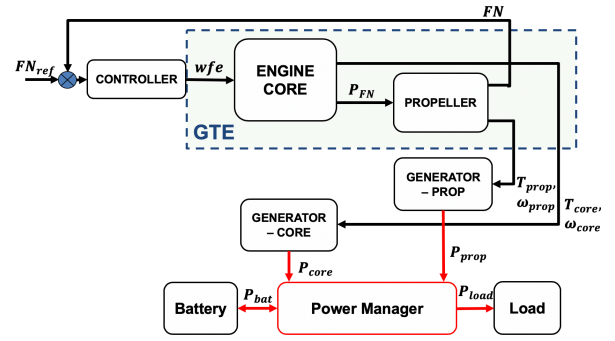 FN
FN_ref
CONTROLLER
wfe
ENGINE
CORE
P_FN
PROPELLER
GTE
GENERATOR
– PROP
T_prop,
ω_prop
T_core,
ω_core
GENERATOR
– CORE
P_core
P_prop
Battery
P_bat
Power Manager
P_load
Load